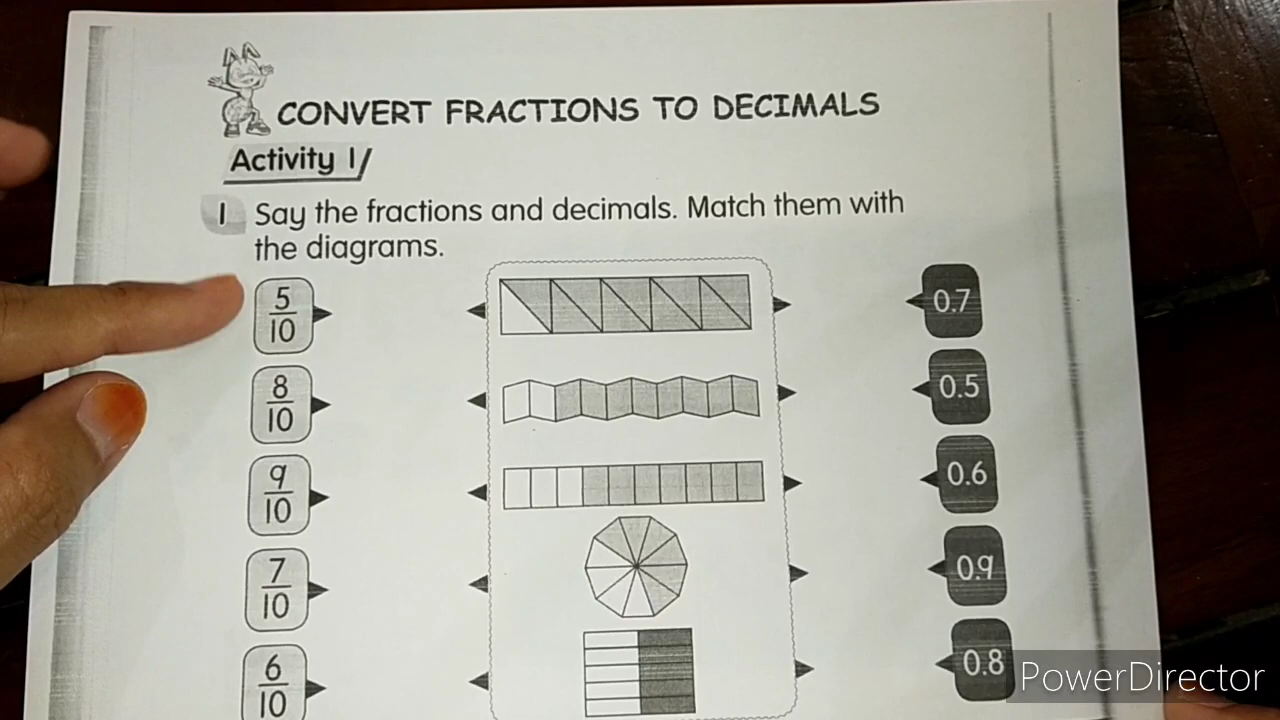 CONVERT FRACTIONS TO DECIMALS
Activity 1
1 Say the fractions and decimals. Match them with
the diagrams.
5/10
0.7
8/10
0.5
9/10
0.6
7/10
0.9
6/10
0.8
PowerDirector